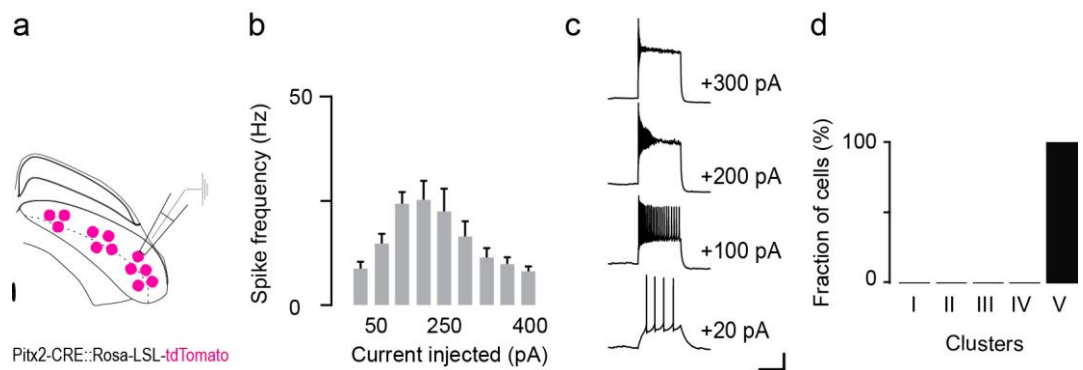 a
Pitx2-CRE::Rosa-LSL-tdTomato
b
50
Spike frequency (Hz)
0
50 250 400
Current injected (pA)
c
+300 pA
+200 pA
+100 pA
+20 pA
d
100
Fraction of cells (%)
0
I II III IV V
Clusters